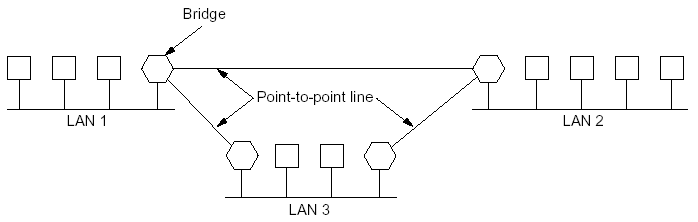 Bridge
Point-to-point line
LAN 1
LAN 2
LAN 3